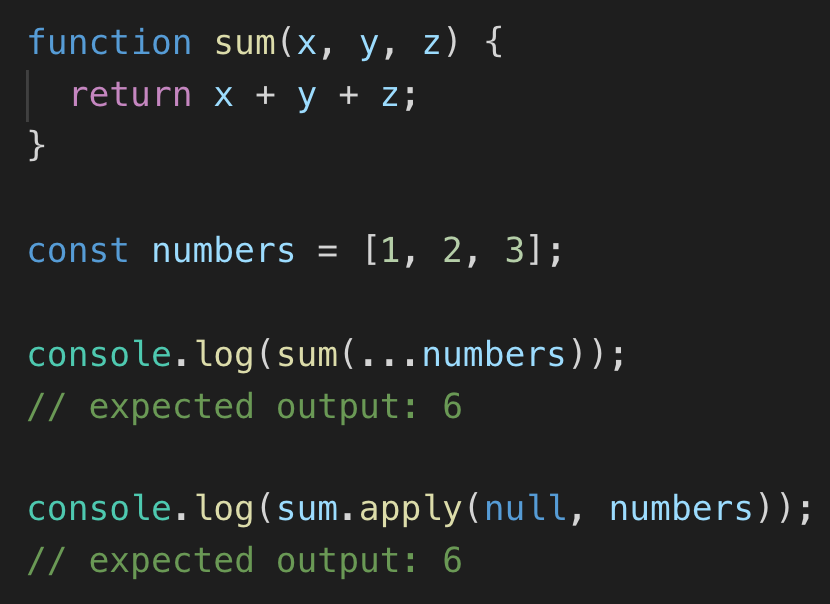 function sum(x, y, z) {
  return x + y + z;
}
const numbers = [1, 2, 3];
console.log(sum(...numbers));
// expected output: 6
console.log(sum.apply(null, numbers));
// expected output: 6